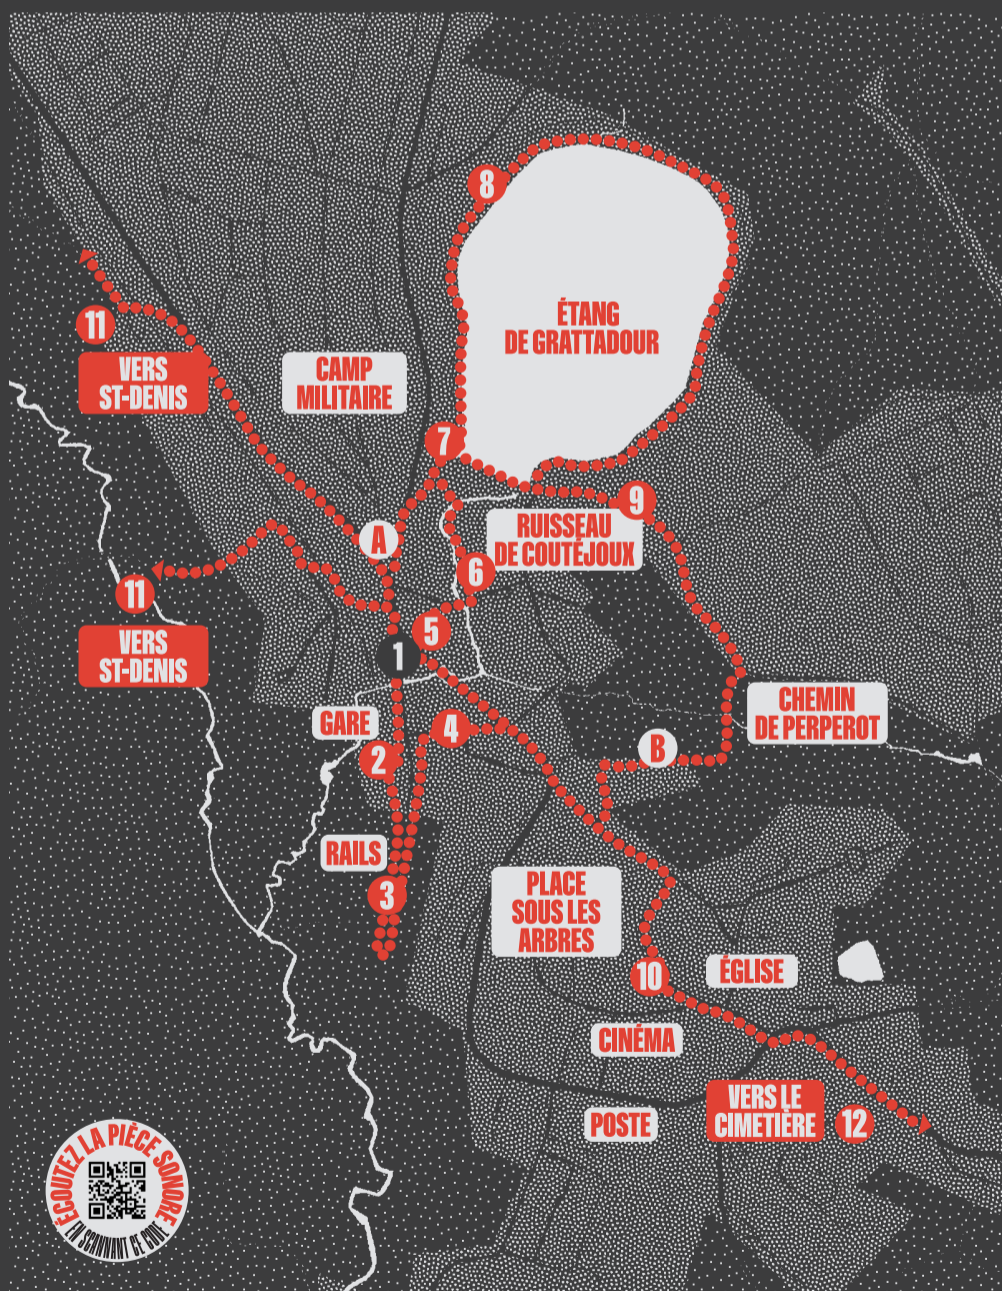 8
ÉTANG
DE GRATTADOUR
11
VERS
ST-DENIS
CAMP
MILITAIRE
7
9
A
RUISSEAU
DE COUTÉJOUX
6
11
VERS
ST-DENIS
5
1
GARE
4
2
B
CHEMIN
DE PERPEROT
RAILS
3
PLACE
SOUS LES
ARBRES
10
ÉGLISE
CINÉMA
VERS LE
CIMETIÈRE
12
POSTE
ÉCOUTEZ LA PIÈCE SONORE
EN SCANNANT CE CODE